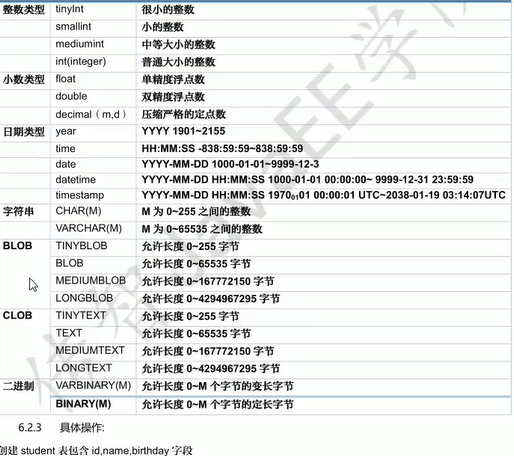 整数类型 tinyInt 很小的整数
smallint 小的整数
mediumint 中等大小的整数
int(integer) 普通大小的整数
小数类型 float 单精度浮点数
double 双精度浮点数
decimal（m,d） 压缩严格的定点数
日期类型 year YYYY 1901~2155
time HH:MM:SS -838:59:59~838:59:59
date YYYY-MM-DD 1000-01-01~9999-12-3
datetime YYYY-MM-DD HH:MM:SS 1000-01-01 00:00:00~ 9999-12-31 23:59:59
timestamp YYYY-MM-DD HH:MM:SS 1970~01~01 00:00:01 UTC~2038-01-19 03:14:07UTC
字符串 CHAR(M) M 为 0~255 之间的整数
VARCHAR(M) M 为 0~65535 之间的整数
BLOB TINYBLOB 允许长度 0~255 字节
BLOB 允许长度 0~65535 字节
MEDIUMBLOB 允许长度 0~167772150 字节
LONGBLOB 允许长度 0~4294967295 字节
CLOB TINYTEXT 允许长度 0~255 字节
TEXT 允许长度 0~65535 字节
MEDIUMTEXT 允许长度 0~167772150 字节
LONGTEXT 允许长度 0~4294967295 字节
二进制 VARBINARY(M) 允许长度 0~M 个字节的变长字节
BINARY(M) 允许长度 0~M 个字节的定长字节
6.2.3 具体操作:
创建 student 表包含 id,name,birthday 字段
传智JavaEE学